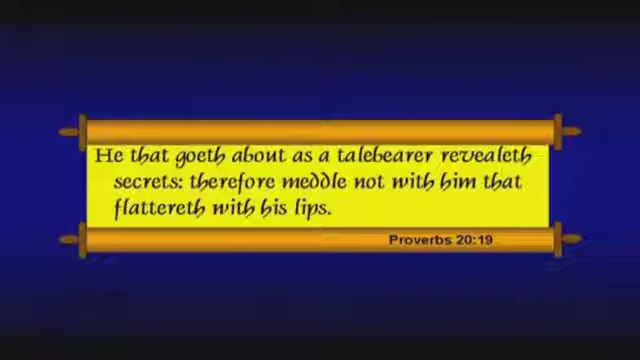 He that goeth about as a talebearer revealeth
secrets: therefore meddle not with him that
flattereth with his lips.
Proverbs 20:19